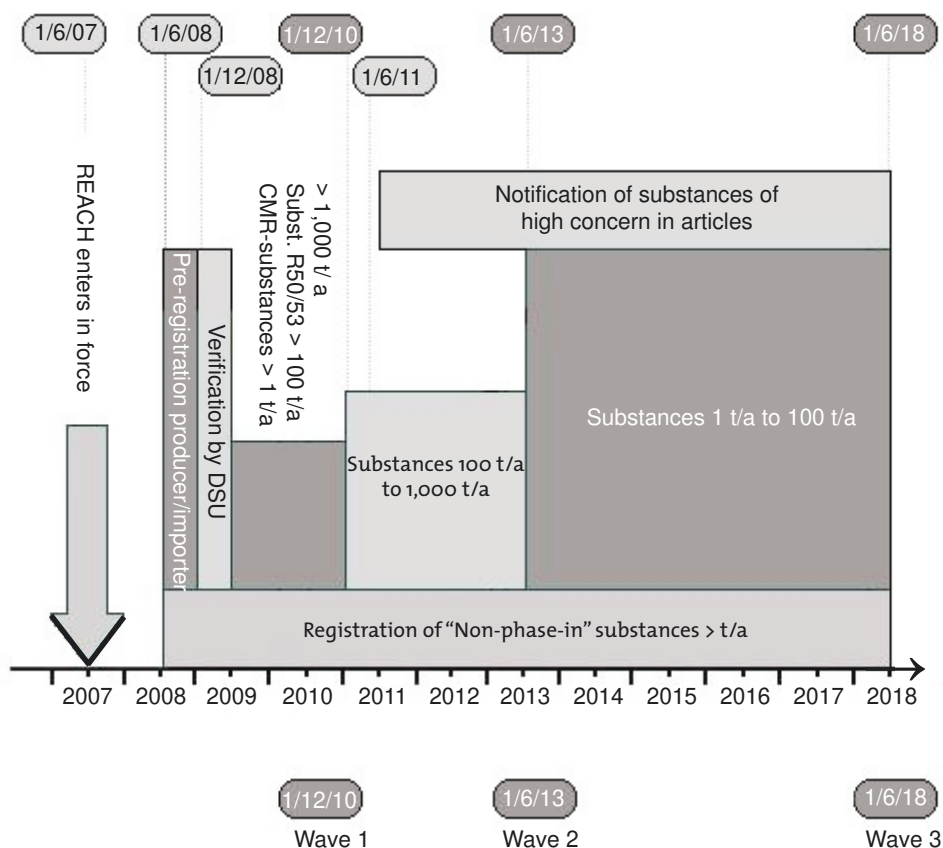 1/6/07
1/6/08
1/12/10
1/6/13
1/6/18
1/12/08
1/6/11
REACH enters in force
Pre-registration producer/importer
Verification by DSU
> 1,000 t/ a
Subst. R50/53 > 100 t/a
CMR-substances > 1 t/a
Notification of substances of
high concern in articles
Substances 100 t/a
to 1,000 t/a
Substances 1 t/a to 100 t/a
Registration of “Non-phase-in” substances > t/a
2007 2008 2009 2010 2011 2012 2013 2014 2015 2016 2017 2018
1/12/10
1/6/13
1/6/18
Wave 1
Wave 2
Wave 3